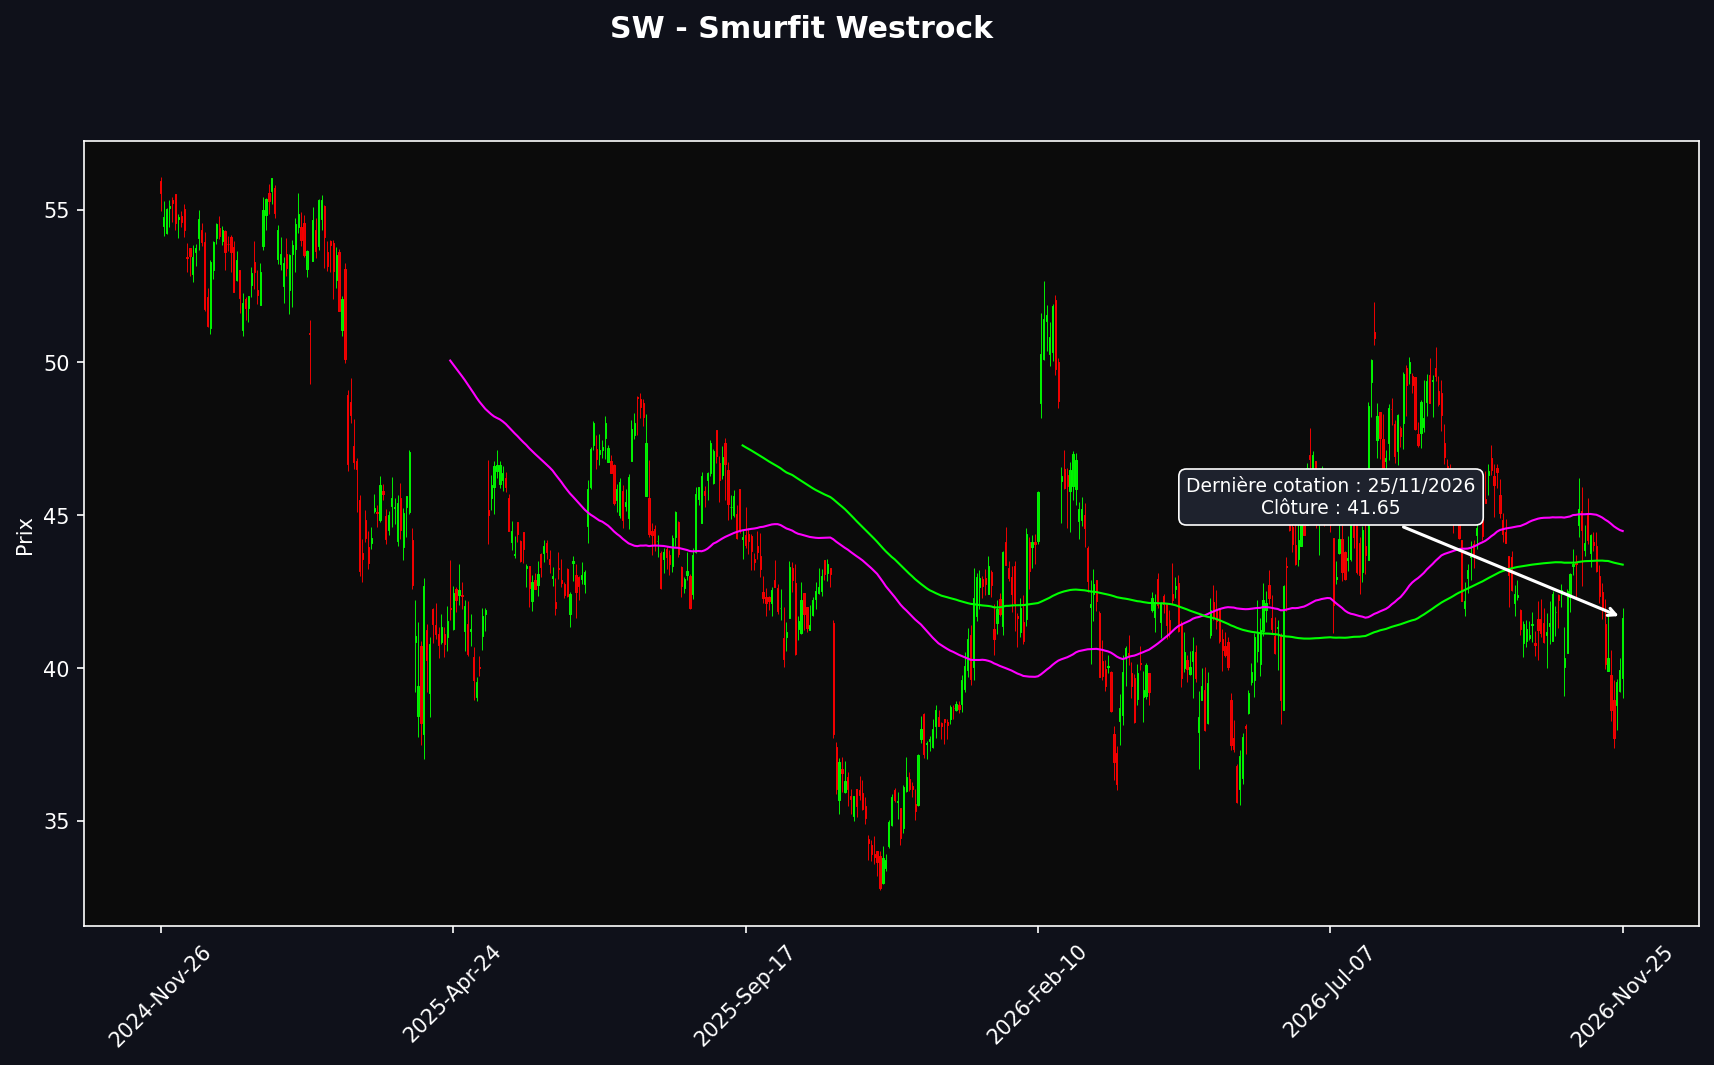 SW - Smurfit Westrock
Prix
55
50
45
40
35
Dernière cotation : 25/11/2026
Clôture : 41.65
2024-Nov-26
2025-Apr-24
2025-Sep-17
2026-Feb-10
2026-Jul-07
2026-Nov-25